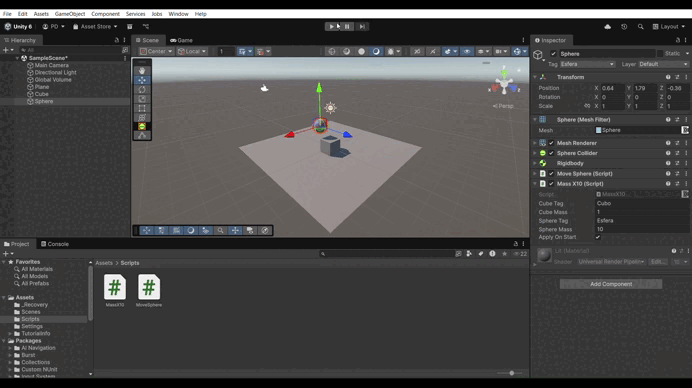 File Edit Assets GameObject Component Services Jobs Window Help
Unity 6 PO Asset Store Layout
Hierarchy
All
SampleScene*
Main Camera
Directional Light
Global Volume
Plane
Cube
Sphere
Scene Game
Center Local 1
Persp
Project Console
22
Favorites
All Materials
All Models
All Prefabs
Assets
_Recovery
Scenes
Scripts
Settings
TutorialInfo
Packages
AI Navigation
Burst
Collections
Custom NUnit
Input System
Assets > Scripts
MassX10 MoveSphere
Inspector
Sphere Static
Tag Esfera Layer Default
Transform
Position X 0.64 Y 1.79 Z -0.36
Rotation X 0 Y 0 Z 0
Scale X 1 Y 1 Z 1
Sphere (Mesh Filter)
Mesh Sphere
Mesh Renderer
Sphere Collider
Rigidbody
Move Sphere (Script)
Mass X10 (Script)
Script MassX10
Cube Tag Cubo
Cube Mass 1
Sphere Tag Esfera
Sphere Mass 10
Apply On Start
Lit (Material)
Shader Universal Render Pipelin Edit...
Add Component